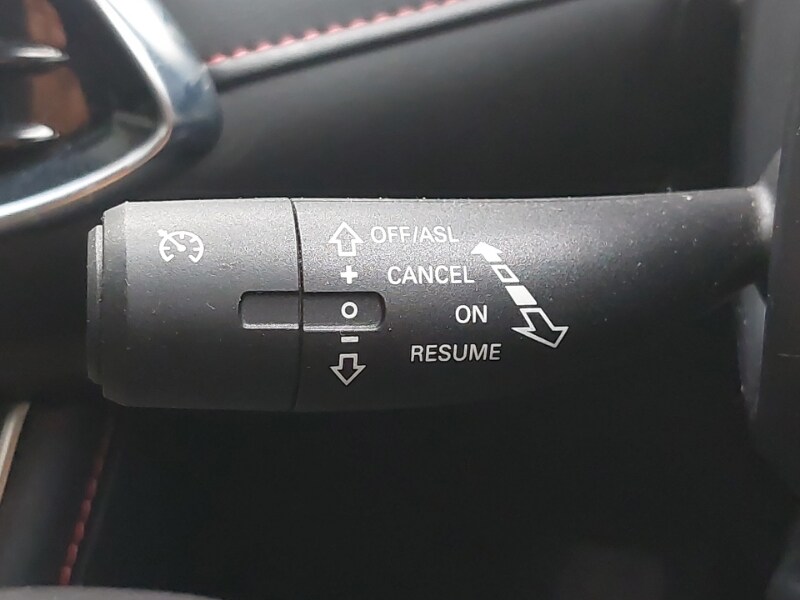 OFF/ASL
+ CANCEL
O ON
- RESUME